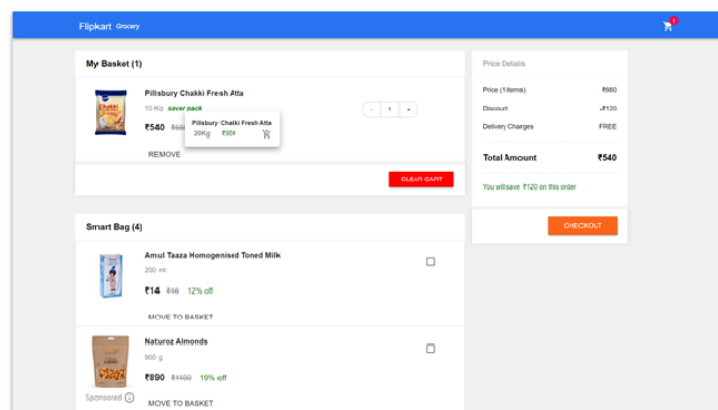 Flipkart Grocery
1
My Basket (1)
Pillsbury Chakki Fresh Atta
10 Kg saver pack
₹540
Pillsbury Chakki Fresh Atta
20Kg
- 1 +
REMOVE
CLEAR CART
Smart Bag (4)
Amul Taaza Homogenised Toned Milk
200 ml
₹14 ₹16 12% off
MOVE TO BASKET
Naturoz Almonds
900 g
₹890 ₹1100 19% off
Sponsored
MOVE TO BASKET
Price Details
Price (1items) ₹660
Discount -₹120
Delivery Charges FREE
Total Amount ₹540
You will save ₹120 on this order
CHECKOUT